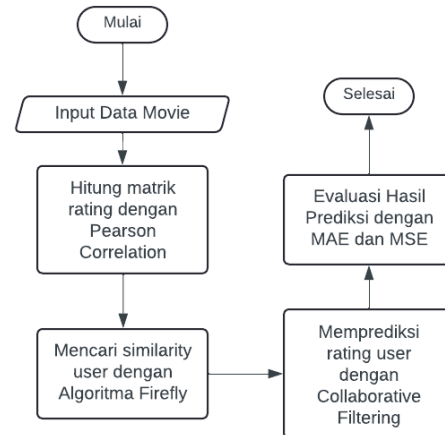 Mulai
Input Data Movie
Hitung matrik
rating dengan
Pearson
Correlation
Mencari similarity
user dengan
Algoritma Firefly
Memprediksi
rating user
dengan
Collaborative
Filtering
Evaluasi Hasil
Prediksi dengan
MAE dan MSE
Selesai